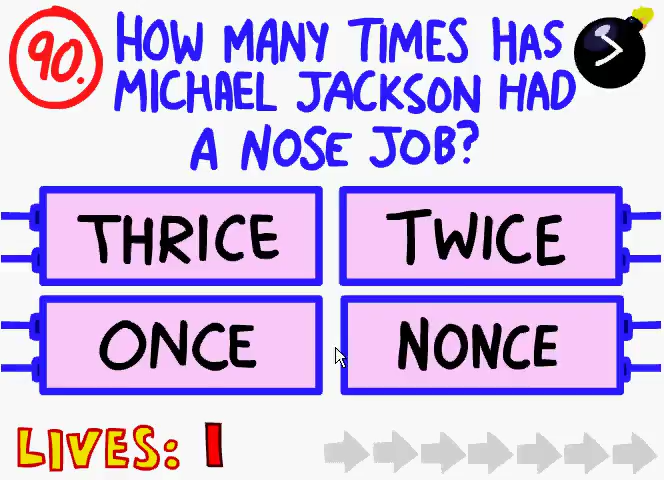 90.
HOW MANY TIMES HAS
MICHAEL JACKSON HAD
A NOSE JOB?
THRICE
TWICE
ONCE
NONCE
LIVES: 1